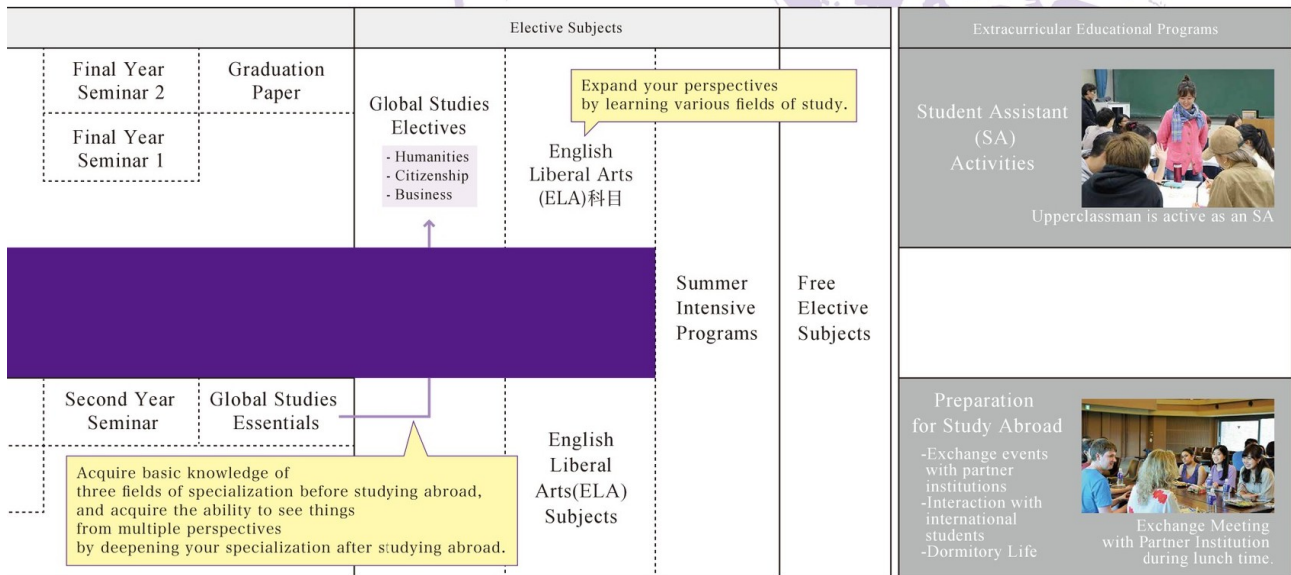 Elective Subjects
Extracurricular Educational Programs
Final Year
Seminar 2
Graduation
Paper
Final Year
Seminar 1
Global Studies
Electives
- Humanities
- Citizenship
- Business
Expand your perspectives
by learning various fields of study.
English
Liberal Arts
(ELA)科目
Student Assistant
(SA)
Activities
Upperclassman is active as an SA
Summer
Intensive
Programs
Free
Elective
Subjects
Second Year
Seminar
Global Studies
Essentials
Acquire basic knowledge of
three fields of specialization before studying abroad,
and acquire the ability to see things
from multiple perspectives
by deepening your specialization after studying abroad.
English
Liberal
Arts(ELA)
Subjects
Preparation
for Study Abroad
-Exchange events
with partner
institutions
-Interaction with
international
students
-Dormitory Life
Exchange Meeting
with Partner Institution
during lunch time.